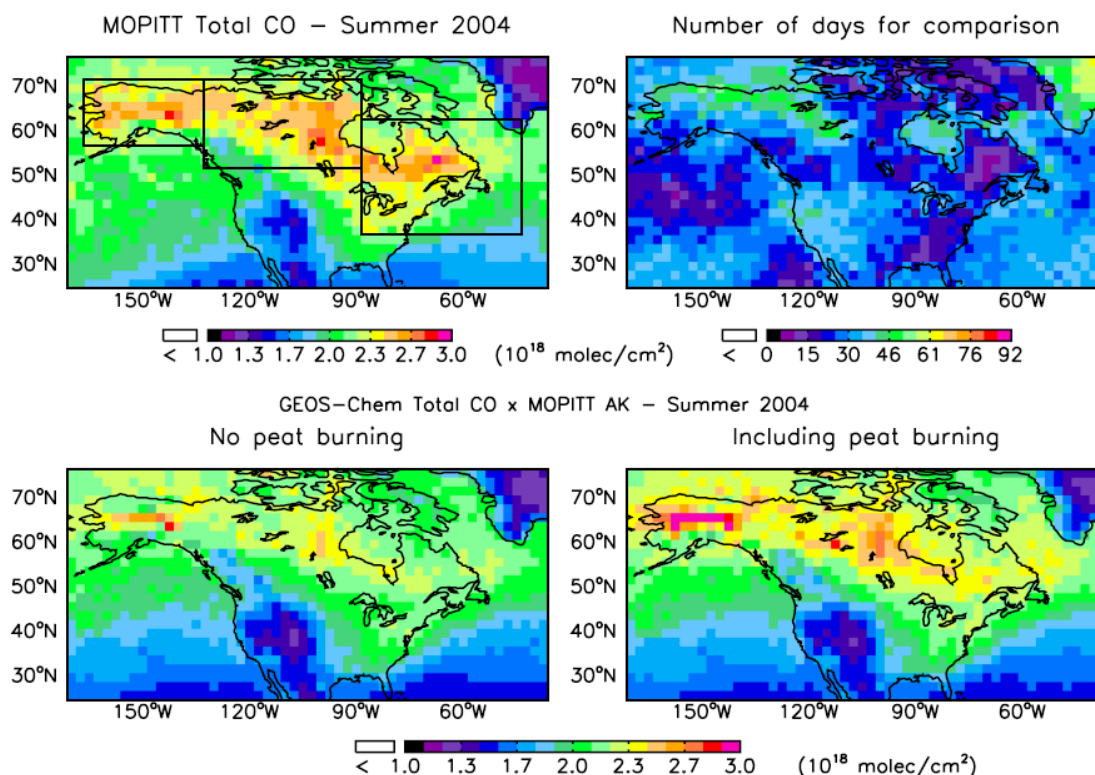 MOPITT Total CO – Summer 2004
Number of days for comparison
70°N
60°N
50°N
40°N
30°N
150°W 120°W 90°W 60°W
70°N
60°N
50°N
40°N
30°N
150°W 120°W 90°W 60°W
< 1.0 1.3 1.7 2.0 2.3 2.7 3.0 (10¹⁸ molec/cm²)
< 0 15 30 46 61 76 92
GEOS-Chem Total CO x MOPITT AK – Summer 2004
No peat burning
Including peat burning
70°N
60°N
50°N
40°N
30°N
150°W 120°W 90°W 60°W
70°N
60°N
50°N
40°N
30°N
150°W 120°W 90°W 60°W
< 1.0 1.3 1.7 2.0 2.3 2.7 3.0 (10¹⁸ molec/cm²)